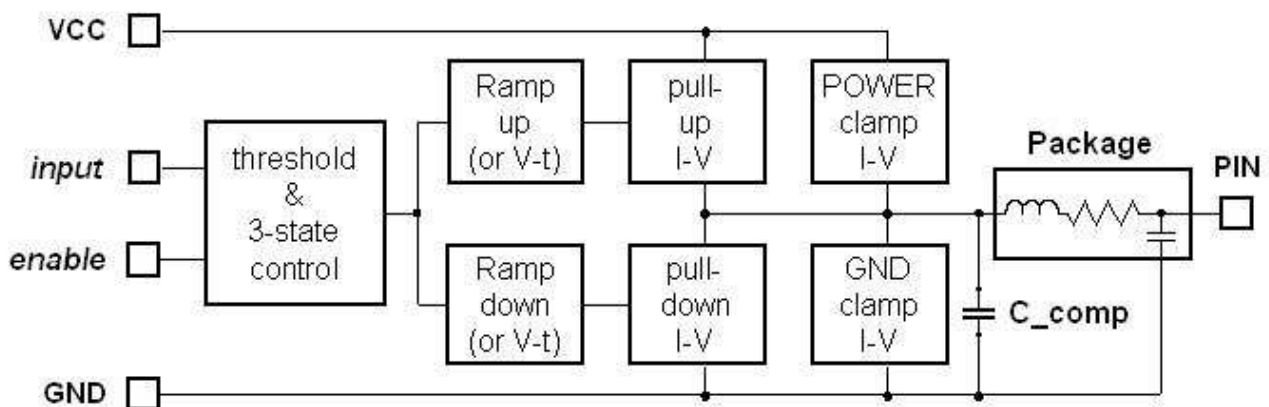 VCC
input
enable
GND
threshold
&
3-state
control
Ramp
up
(or V-t)
Ramp
down
(or V-t)
pull-
up
I-V
pull-
down
I-V
POWER
clamp
I-V
GND
clamp
I-V
C_comp
Package
PIN